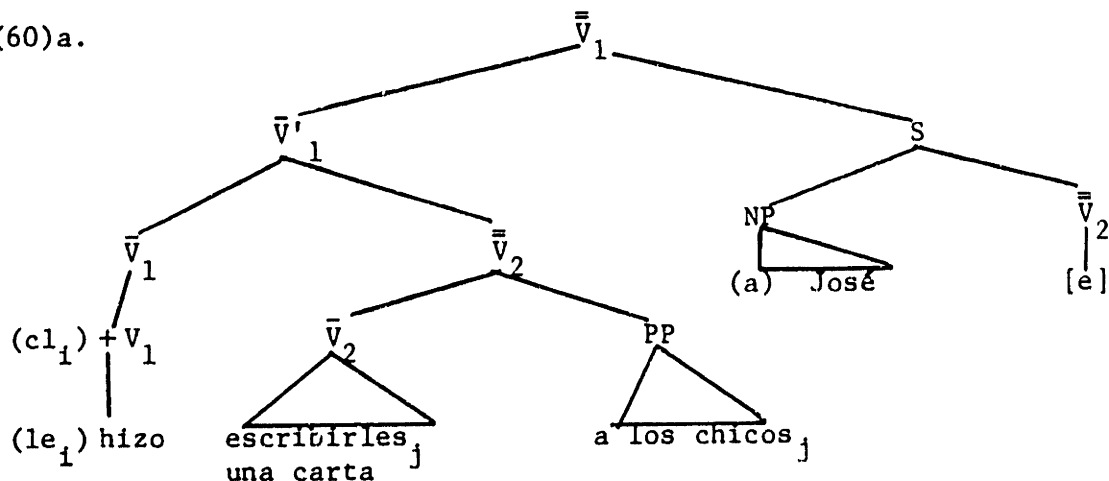 (60)a.
V̿₁
V̄'₁ S
NP V̿₂
V̄₁ V̿₂
(a) José [e]
(cl_i) + V₁ V̄₂ PP
(le_i) hizo escribirles_j a los chicos_j
una carta